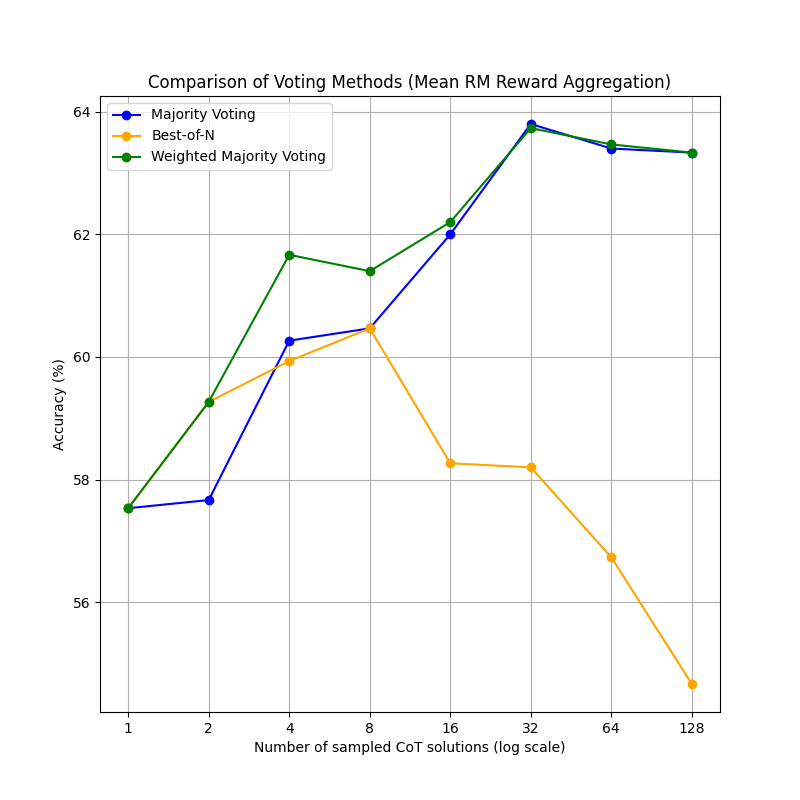 Comparison of Voting Methods (Mean RM Reward Aggregation)
Majority Voting
Best-of-N
Weighted Majority Voting
Accuracy (%)
64
62
60
58
56
1 2 4 8 16 32 64 128
Number of sampled CoT solutions (log scale)